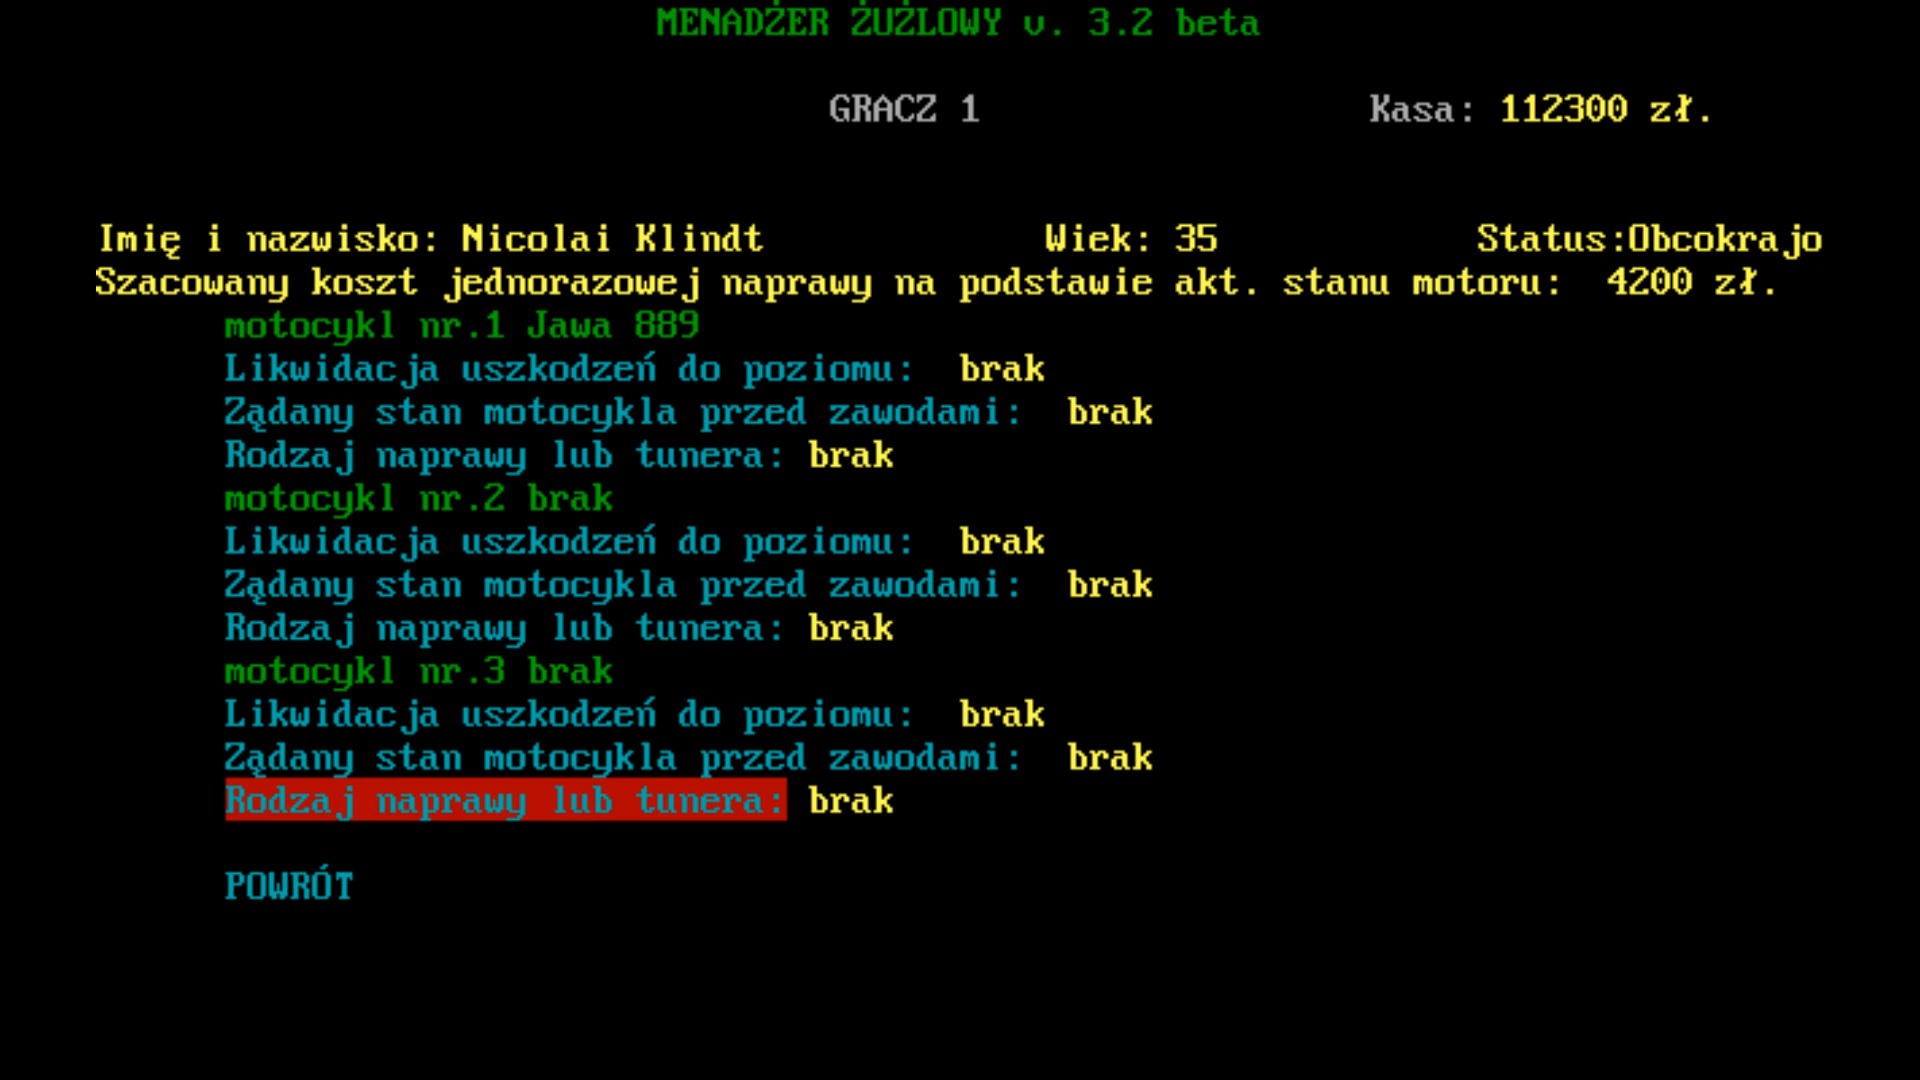 MENADŻER ŻUŻLOWY v. 3.2 beta
GRACZ 1 Kasa: 112300 zł.
Imię i nazwisko: Nicolai Klindt Wiek: 35 Status:Obcokrajo
Szacowany koszt jednorazowej naprawy na podstawie akt. stanu motoru: 4200 zł.
motocykl nr.1 Jawa 889
Likwidacja uszkodzeń do poziomu: brak
Żądany stan motocykla przed zawodami: brak
Rodzaj naprawy lub tunera: brak
motocykl nr.2 brak
Likwidacja uszkodzeń do poziomu: brak
Żądany stan motocykla przed zawodami: brak
Rodzaj naprawy lub tunera: brak
motocykl nr.3 brak
Likwidacja uszkodzeń do poziomu: brak
Żądany stan motocykla przed zawodami: brak
Rodzaj naprawy lub tunera: brak
POWRÓT